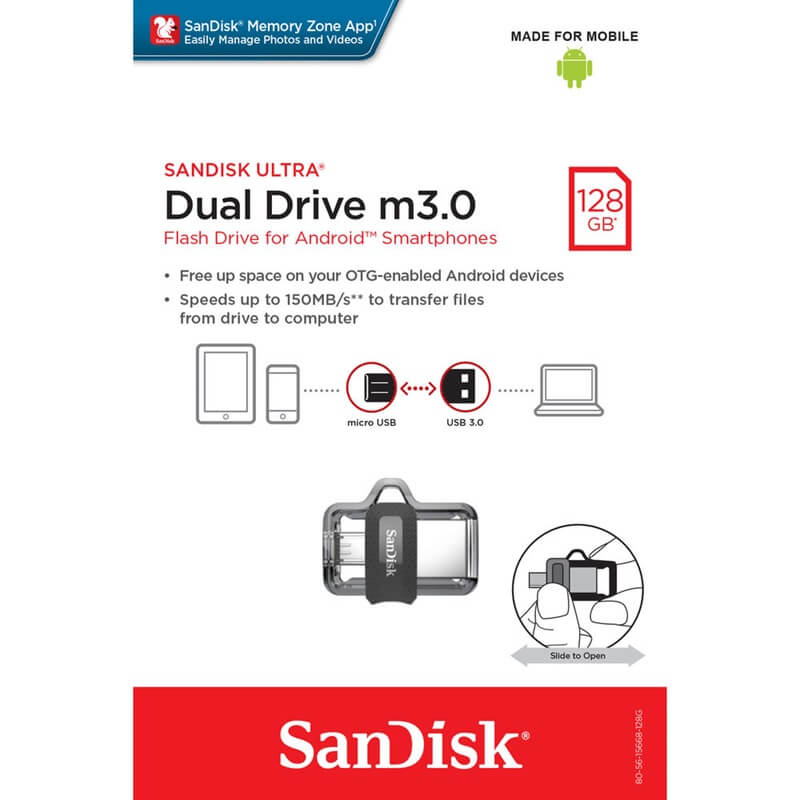 SanDisk® Memory Zone App¹
Easily Manage Photos and Videos
SanDisk
MADE FOR MOBILE
SANDISK ULTRA®
Dual Drive m3.0
Flash Drive for Android™ Smartphones
128
GB*
• Free up space on your OTG-enabled Android devices
• Speeds up to 150MB/s** to transfer files
from drive to computer
micro USB
USB 3.0
SanDisk
Slide to Open
SanDisk®
80-56-15668-128G